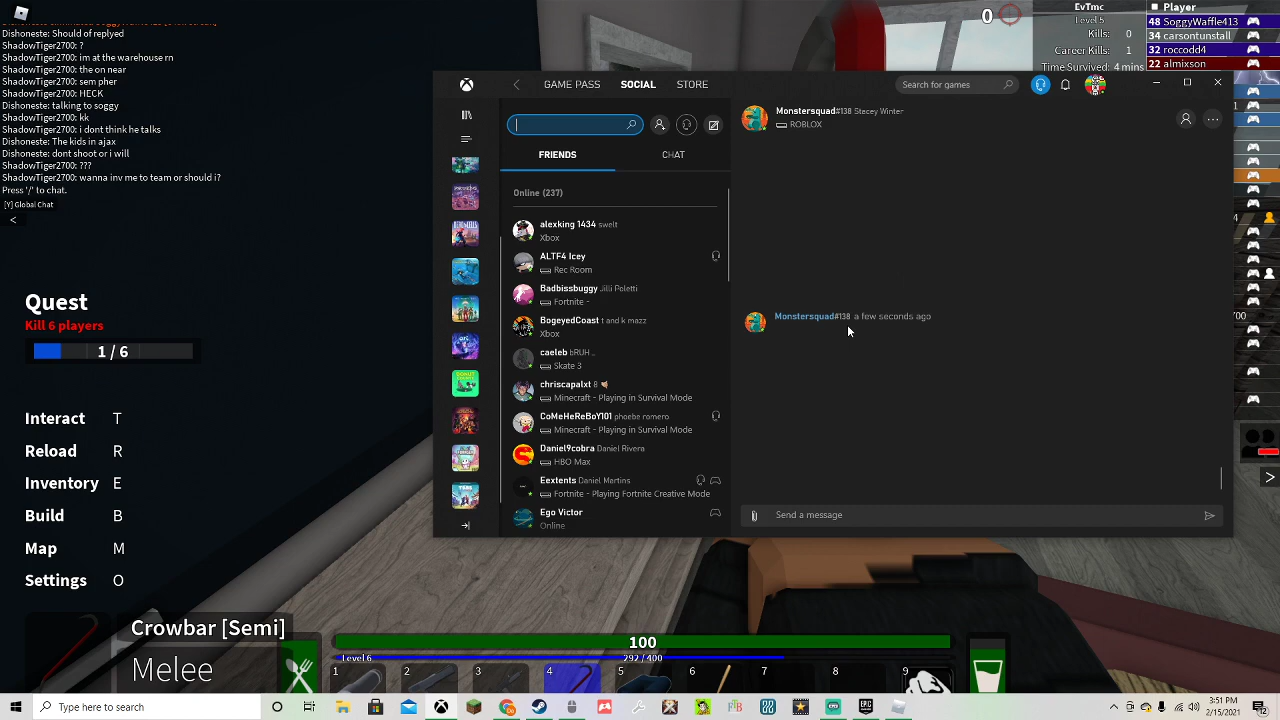 Dishoneste: Should of replyed
ShadowTiger2700: ?
ShadowTiger2700: im at the warehouse rn
ShadowTiger2700: the on near
ShadowTiger2700: sem pher
ShadowTiger2700: HECK
Dishoneste: talking to soggy
ShadowTiger2700: kk
ShadowTiger2700: i dont think he talks
Dishoneste: The kids in ajax
Dishoneste: dont shoot or i will
ShadowTiger2700: ???
ShadowTiger2700: wanna inv me to team or should i?
Press '/' to chat.
[Y] Global Chat
<
Quest
Kill 6 players
1 / 6
Interact T
Reload R
Inventory E
Build B
Map M
Settings O
Crowbar [Semi]
Melee
0
EvTmc
Level 5
Kills: 0
Career Kills: 1
Time Survived: 4 mins
Player
48 SoggyWaffle413
34 carsontunstall
32 roccodd4
22 almixson
GAME PASS
SOCIAL
STORE
Search for games
FRIENDS
CHAT
Online (237)
alexking 1434 swelt
Xbox
ALTF4 Icey
Rec Room
Badbissbuggy Jilli Poletti
Fortnite -
BogeyedCoast t and k mazz
Xbox
caeleb bRUH ..
Skate 3
chriscapalxt 8
Minecraft - Playing in Survival Mode
CoMeHeReBoY101 phoebe romero
Minecraft - Playing in Survival Mode
Daniel9cobra Daniel Rivera
HBO Max
Eextents Daniel Martins
Fortnite - Playing Fortnite Creative Mode
Ego Victor
Online
Monstersquad#138 Stacey Winter
ROBLOX
Monstersquad#138 a few seconds ago
Send a message
>
100
Level 6
292 / 400
1 2 3 4 5 6 7 8 9
Type here to search
3:51 PM
2/15/2021